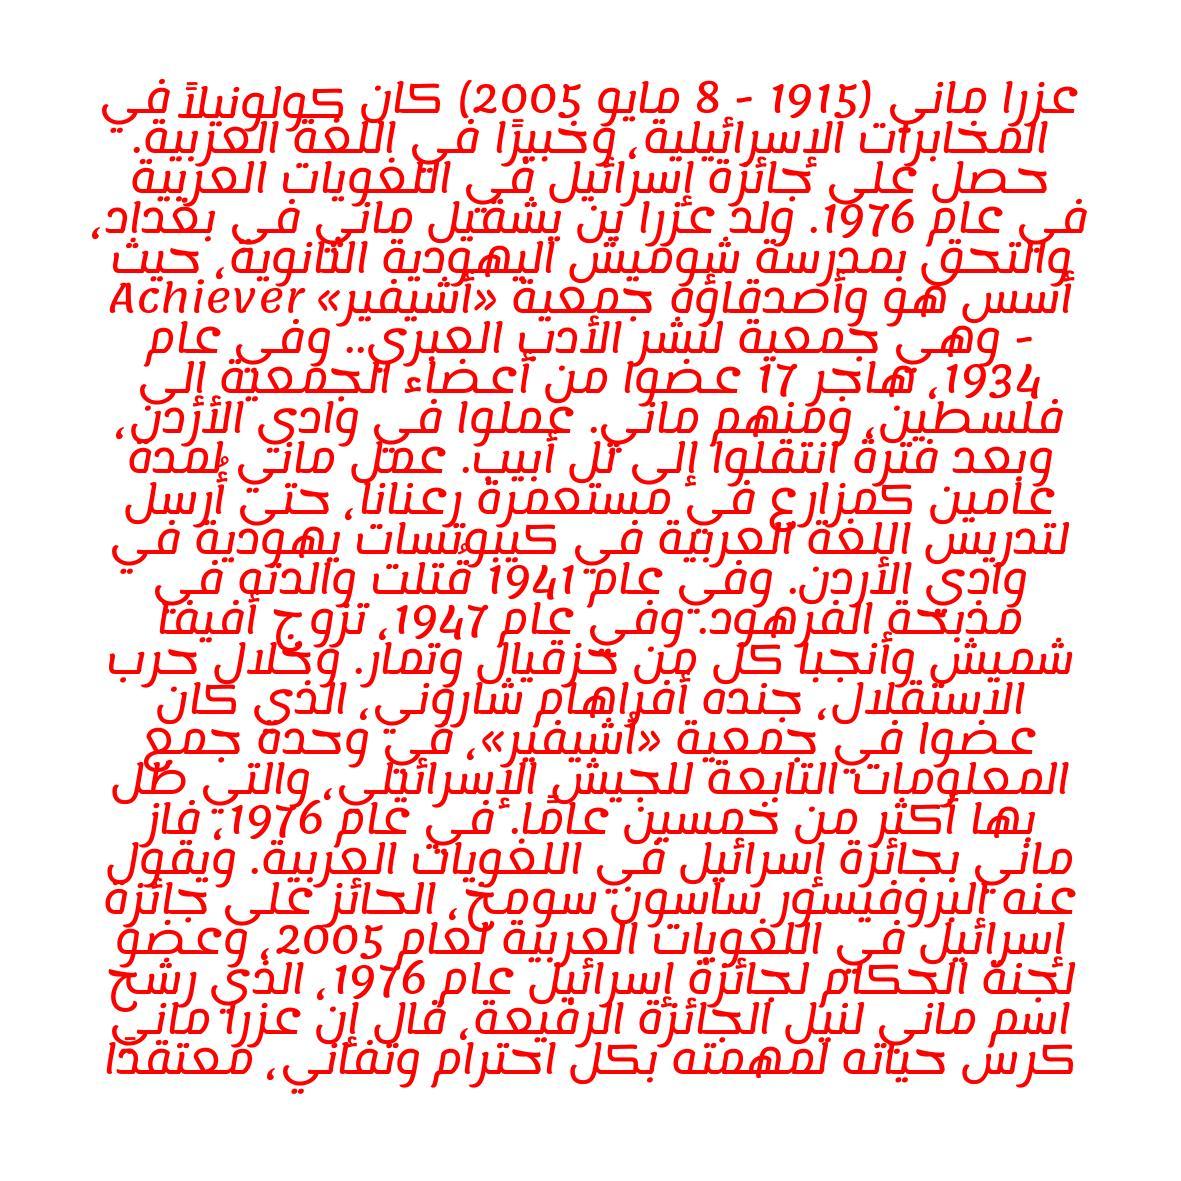 عزرا ماني (1915 - 8 مايو 2005) كان كولونيلاً في
المخابرات الإسرائيلية، وخبيرًا في اللغة العربية.
حصل على جائزة إسرائيل في اللغويات العربية
في عام 1976. ولد عزرا بن يشفيل ماني في بغداد،
والتحق بمدرسة شوميش اليهودية الثانوية، حيث
أسس هو وأصدقاؤه جمعية «أشيفير» Achiever
- وهي جمعية لنشر الأدب العبري.. وفي عام
1934، هاجر 17 عضوا من أعضاء الجمعية إلى
فلسطين، ومنهم ماني. عملوا في وادي الأردن،
وبعد فترة انتقلوا إلى تل أبيب. عمل ماني لمدة
عامين كمزارع في مستعمرة رعنانا، حتى أُرسل
لتدريس اللغة العربية في كيبوتسات يهودية في
وادي الأردن. وفي عام 1941 قُتلت والدته في
مذبحة الفرهود. وفي عام 1947، تزوج أفيفا
شميش وأنجبا كل من حزقيال وتمار. وخلال حرب
الاستقلال، جنده أفراهام شاروني، الذي كان
عضوا في جمعية «أشيفير»، في وحدة جمع
المعلومات التابعة للجيش الإسرائيلي، والتي ظل
بها أكثر من خمسين عامًا. في عام 1976، فاز
ماني بجائزة إسرائيل في اللغويات العربية. ويقول
عنه البروفيسور ساسون سوميخ، الحائز على جائزة
إسرائيل في اللغويات العربية لعام 2005، وعضو
لجنة الحكام لجائزة إسرائيل عام 1976، الذي رشح
اسم ماني لنيل الجائزة الرفيعة، قال إن عزرا ماني
كرس حياته لمهمته بكل احترام وتفاني، معتقدًا